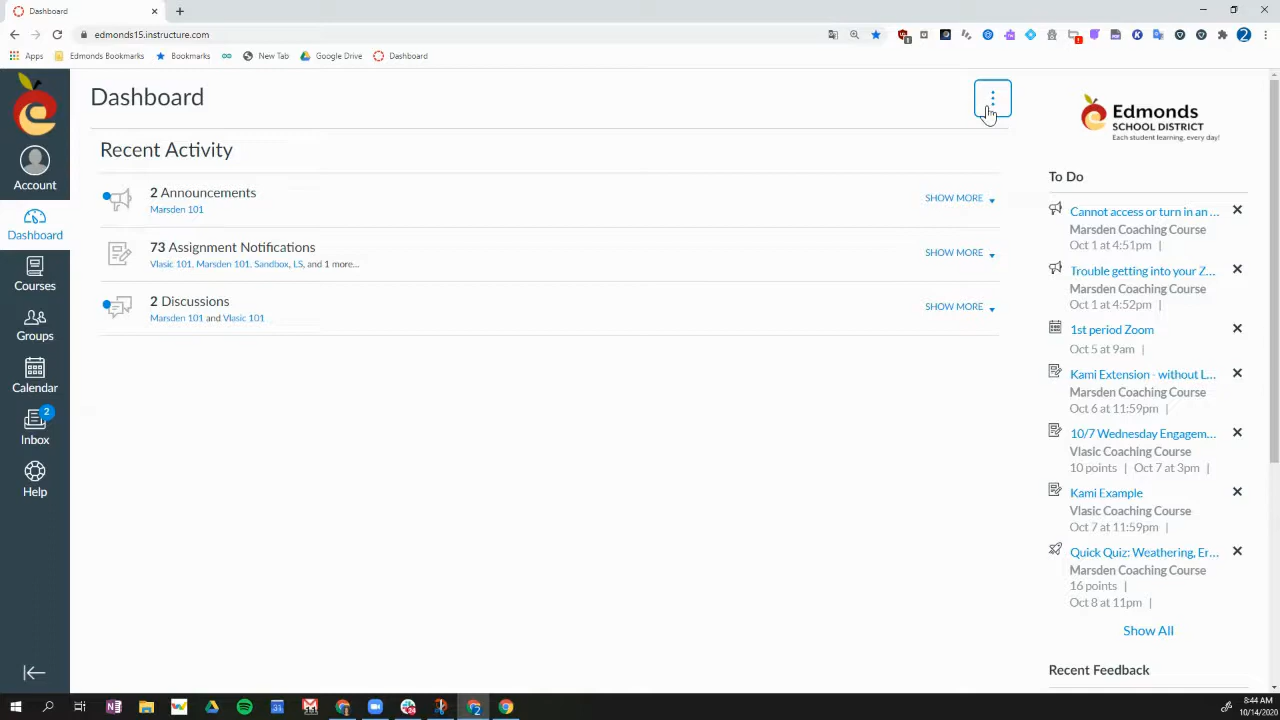 Dashboard
edmonds15.instructure.com
Apps
Edmonds Bookmarks
Bookmarks
New Tab
Google Drive
Dashboard
Account
Dashboard
Courses
Groups
Calendar
2
Inbox
Help
Dashboard
Recent Activity
2 Announcements
Marsden 101
SHOW MORE
73 Assignment Notifications
Vlasic 101, Marsden 101, Sandbox, LS, and 1 more...
SHOW MORE
2 Discussions
Marsden 101 and Vlasic 101
SHOW MORE
Edmonds
SCHOOL DISTRICT
Each student learning, every day!
To Do
Cannot access or turn in an ...
Marsden Coaching Course
Oct 1 at 4:51pm |
Trouble getting into your Z...
Marsden Coaching Course
Oct 1 at 4:52pm |
1st period Zoom
Oct 5 at 9am |
Kami Extension - without L...
Marsden Coaching Course
Oct 6 at 11:59pm |
10/7 Wednesday Engagem...
Vlasic Coaching Course
10 points | Oct 7 at 3pm |
Kami Example
Vlasic Coaching Course
Oct 7 at 11:59pm |
Quick Quiz: Weathering, Er...
Marsden Coaching Course
16 points |
Oct 8 at 11pm |
Show All
Recent Feedback
8:44 AM
10/14/2020